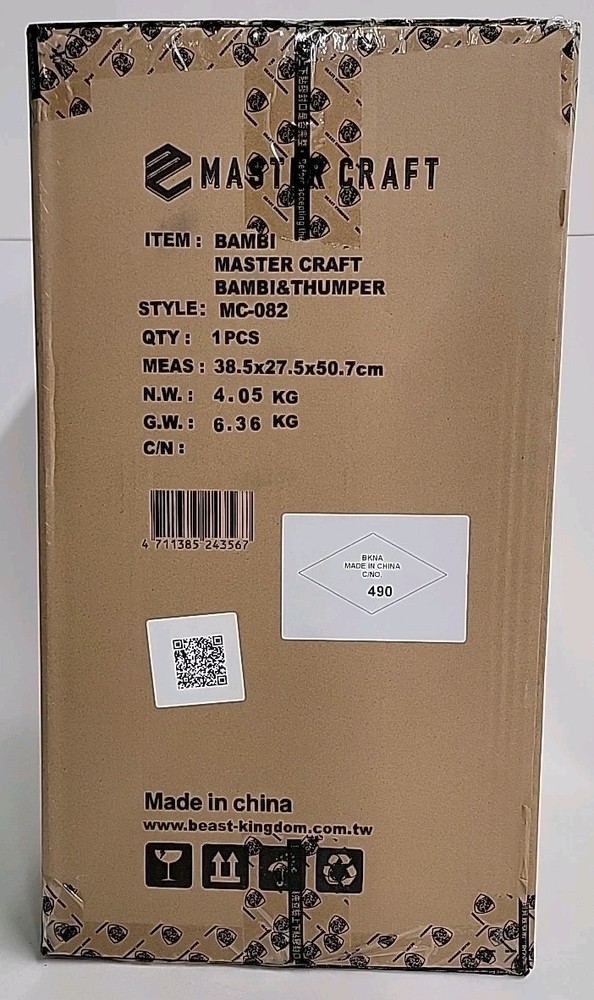 MASTER CRAFT
ITEM : BAMBI
MASTER CRAFT
BAMBI&THUMPER
STYLE: MC-082
QTY : 1PCS
MEAS : 38.5x27.5x50.7cm
N.W. : 4.05 KG
G.W. : 6.36 KG
C/N :
4 711385 243567
BKNA
MADE IN CHINA
C/NO.
490
Made in china
www.beast-kingdom.com.tw